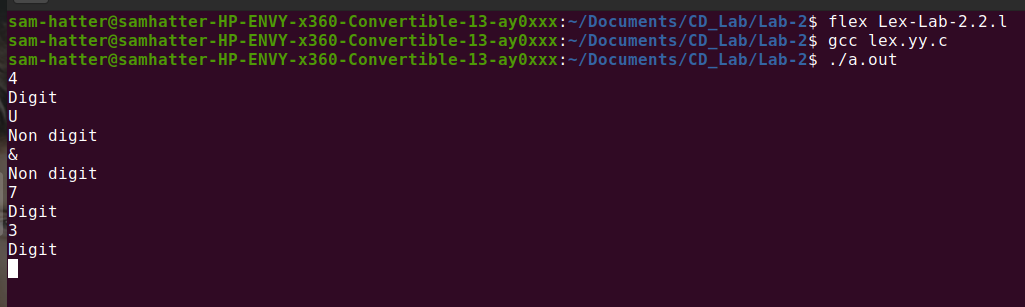 sam-hatter@samhatter-HP-ENVY-x360-Convertible-13-ay0xxx:~/Documents/CD_Lab/Lab-2$ flex Lex-Lab-2.2.l
sam-hatter@samhatter-HP-ENVY-x360-Convertible-13-ay0xxx:~/Documents/CD_Lab/Lab-2$ gcc lex.yy.c
sam-hatter@samhatter-HP-ENVY-x360-Convertible-13-ay0xxx:~/Documents/CD_Lab/Lab-2$ ./a.out
4
Digit
U
Non digit
&
Non digit
7
Digit
3
Digit